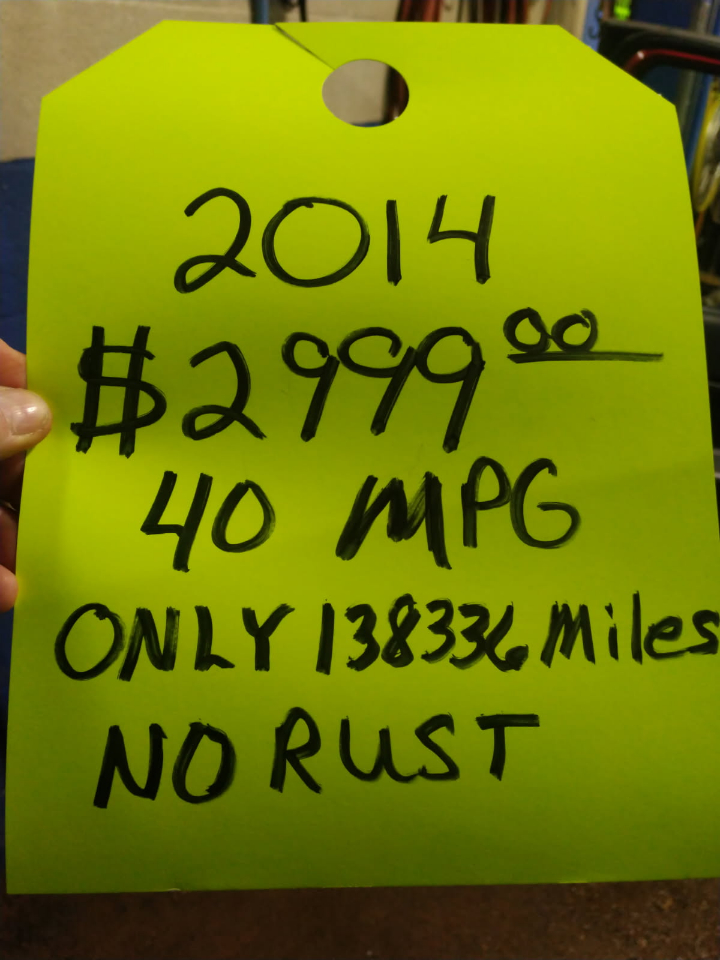 2014
$2999 00
40 MPG
ONLY 138336 Miles
NO RUST